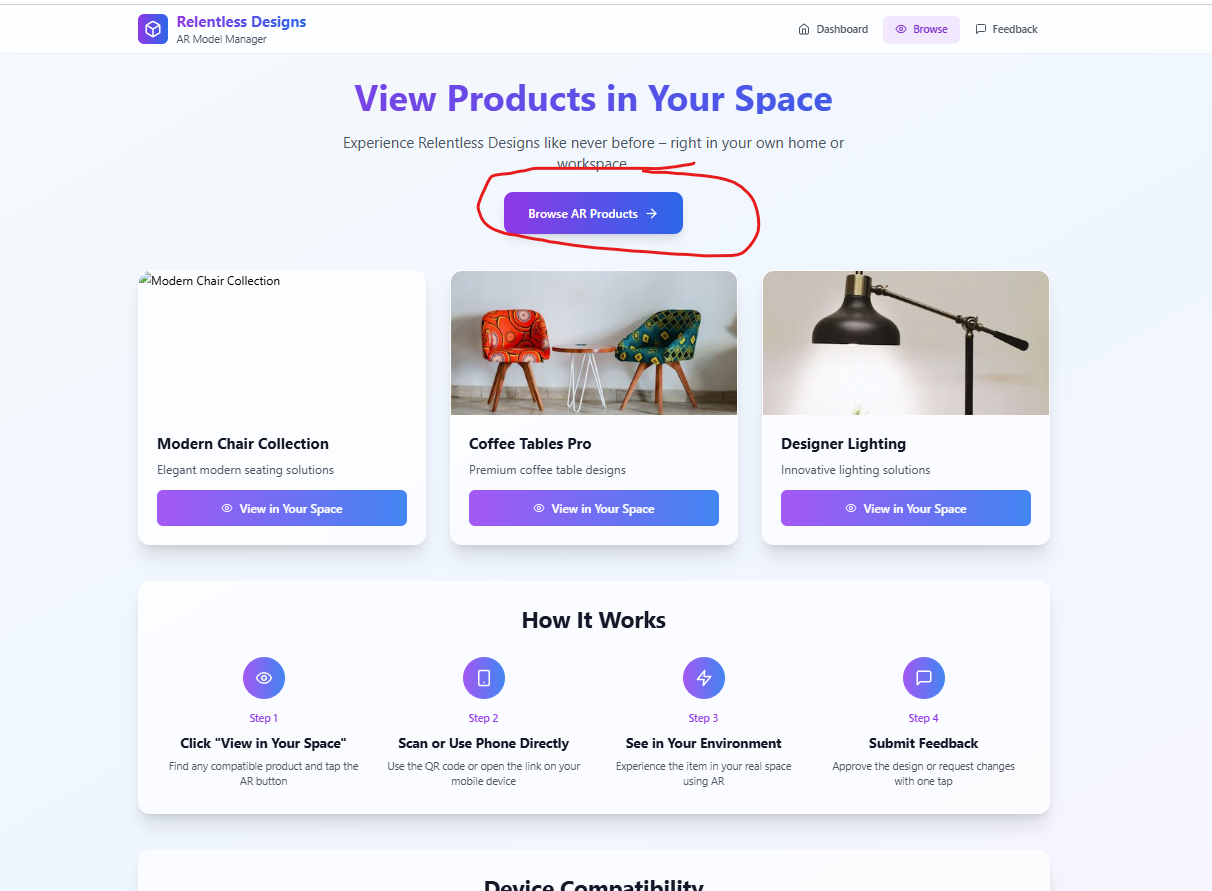 Relentless Designs
AR Model Manager
Dashboard
Browse
Feedback
View Products in Your Space
Experience Relentless Designs like never before – right in your own home or
workspace
Browse AR Products
Modern Chair Collection
Modern Chair Collection
Elegant modern seating solutions
View in Your Space
Coffee Tables Pro
Premium coffee table designs
View in Your Space
Designer Lighting
Innovative lighting solutions
View in Your Space
How It Works
Step 1
Click "View in Your Space"
Find any compatible product and tap the
AR button
Step 2
Scan or Use Phone Directly
Use the QR code or open the link on your
mobile device
Step 3
See in Your Environment
Experience the item in your real space
using AR
Step 4
Submit Feedback
Approve the design or request changes
with one tap
Device Compatibility